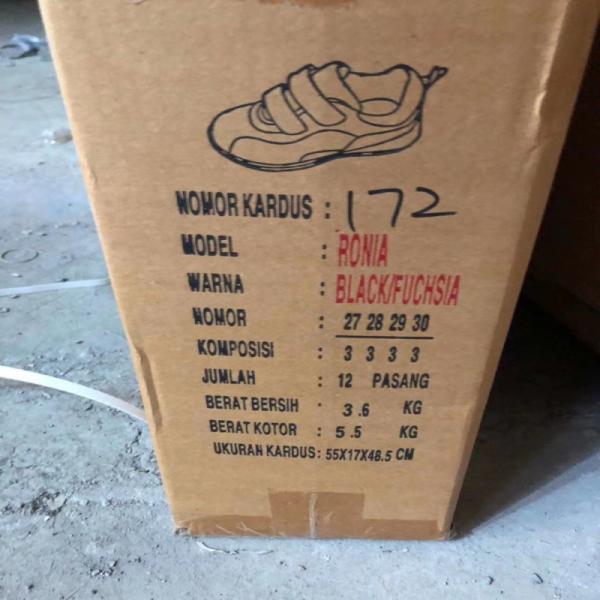 NOMOR KARDUS : 172
MODEL : RONIA
WARNA : BLACK/FUCHSIA
NOMOR : 27 28 29 30
KOMPOSISI : 3 3 3 3
JUMLAH : 12 PASANG
BERAT BERSIH : 3.6 KG
BERAT KOTOR : 5.5 KG
UKURAN KARDUS: 55X17X48.5 CM